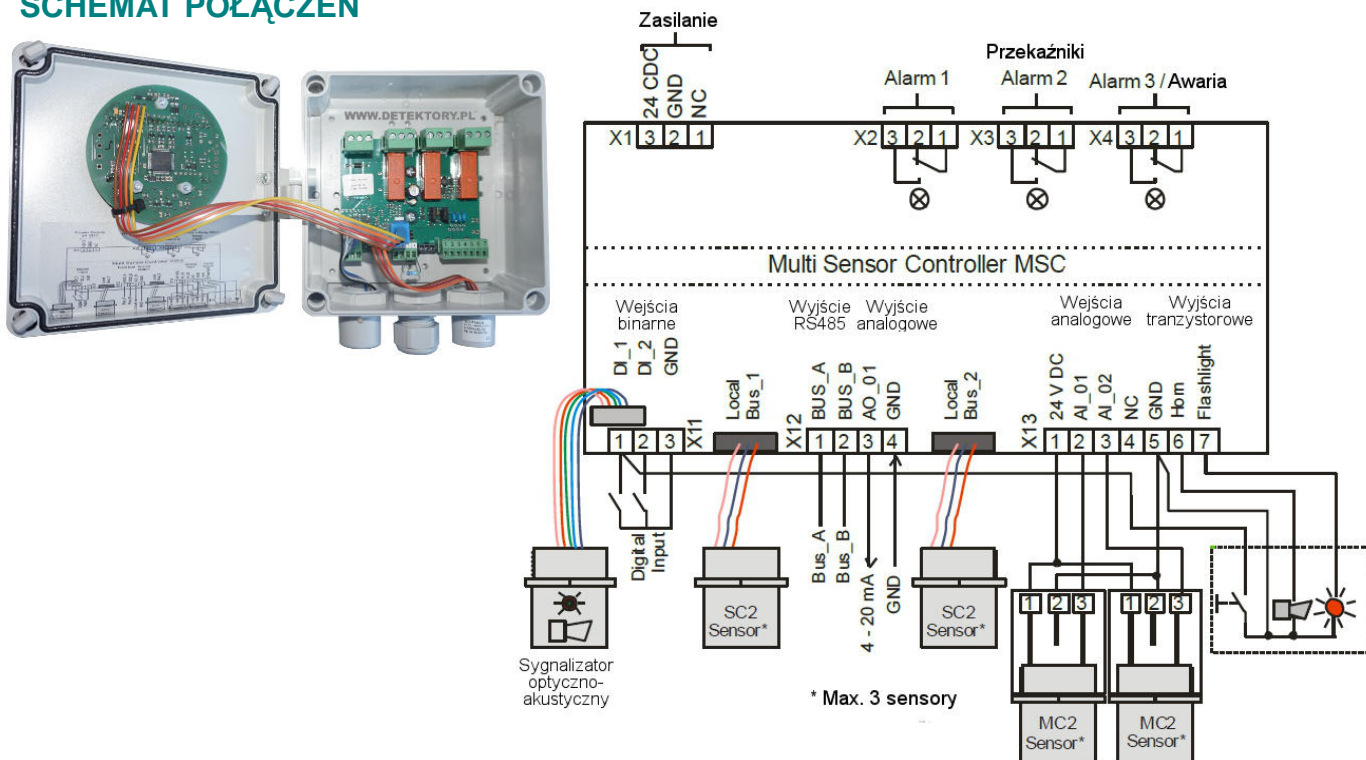 SCHEMAT POŁĄCZEŃ
WWW.DETEKTORY.PL
Zasilanie
24 CDC
GND
NC
X1 3 2 1
Przekaźniki
Alarm 1
Alarm 2
Alarm 3 / Awaria
X2 3 2 1
X3 3 2 1
X4 3 2 1
Multi Sensor Controller MSC
Wejścia
binarne
Wyjście
RS485
Wyjście
analogowe
Wejścia
analogowe
Wyjścia
tranzystorowe
DI_1
DI_2
GND
Local
Bus_1
BUS_A
BUS_B
AO_01
GND
Local
Bus_2
24 V DC
AI_01
AI_02
NC
GND
Horn
Flashlight
1 2 3 X11
X12 1 2 3 4
X13 1 2 3 4 5 6 7
Digital
Input
Bus_A
Bus_B
4 - 20 mA
GND
1 2 3
1 2 3
Sygnalizator
optyczno-
akustyczny
SC2
Sensor*
SC2
Sensor*
* Max. 3 sensory
MC2
Sensor*
MC2
Sensor*